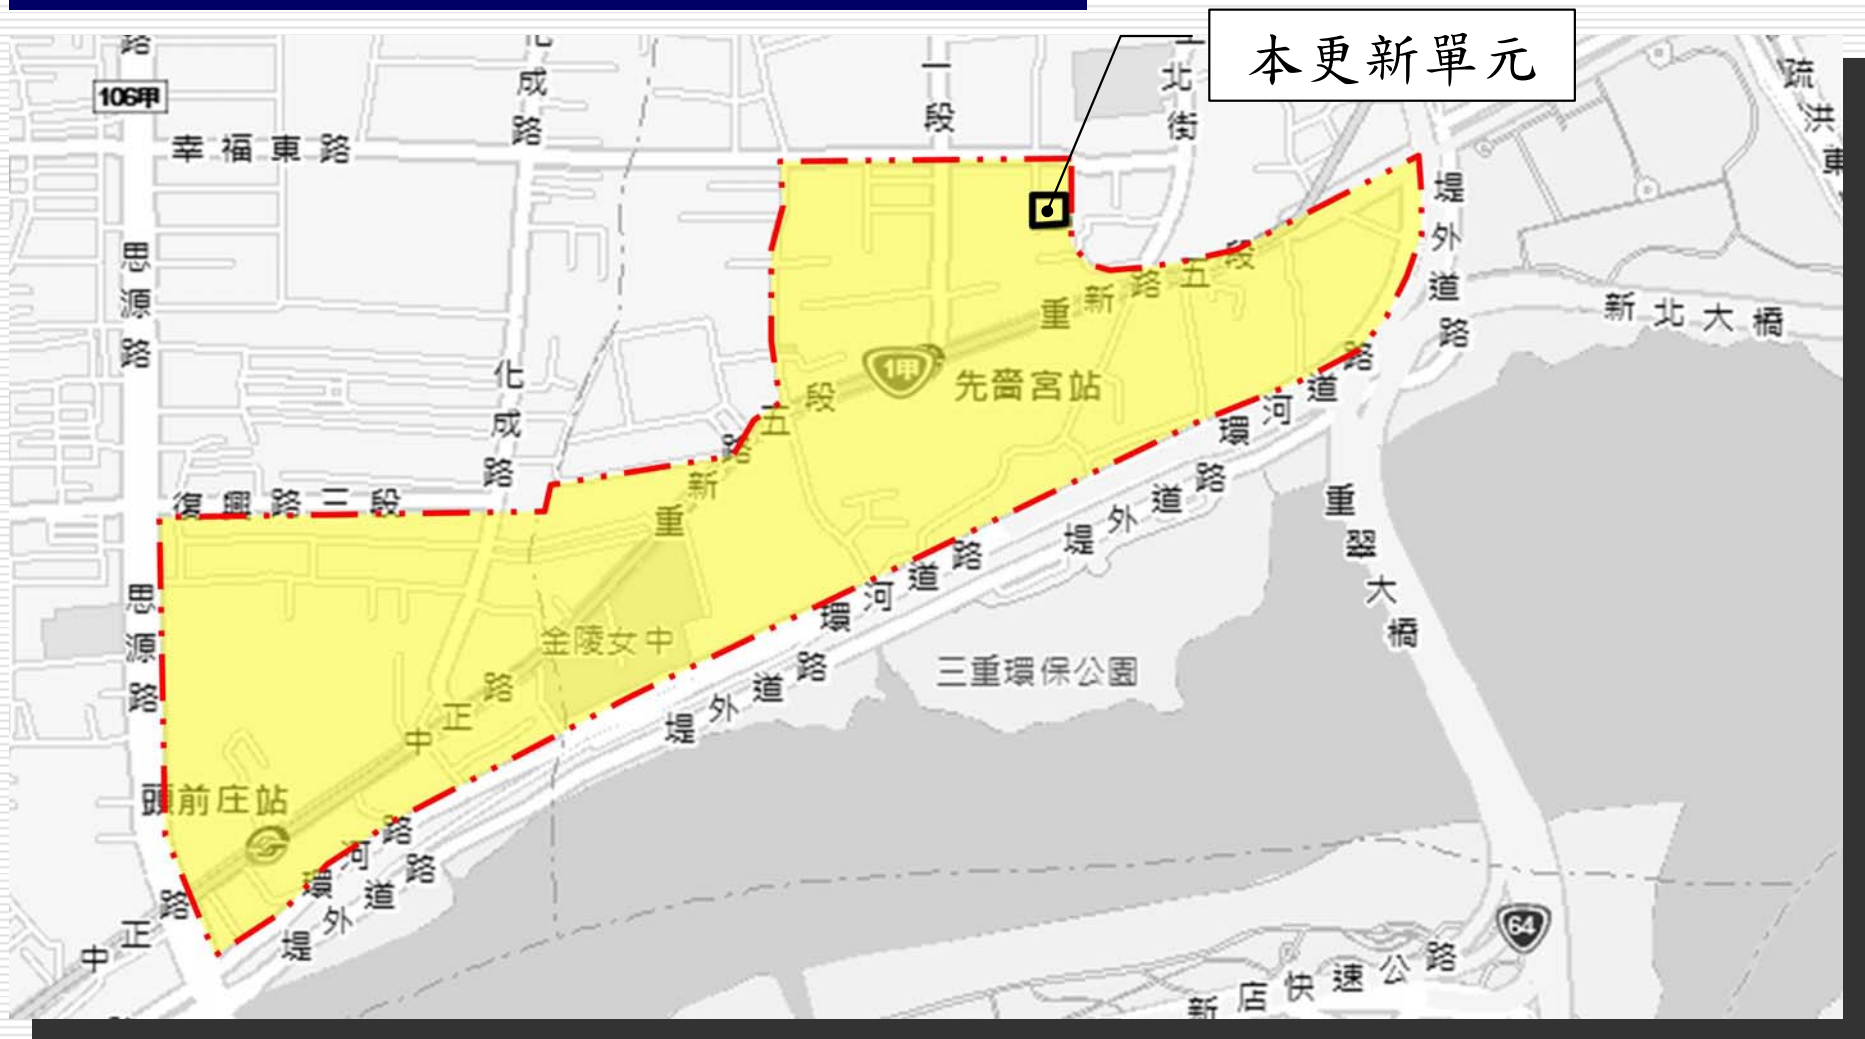 本更新單元
路
化
成
路
一
段
北
街
疏
洪
東
106甲
幸福東路
堤
外
道
路
思
源
路
新北大橋
重新路五段
1甲
先嗇宮站
化
成
路
重新路五段
環河道路
堤外道路
復興路三段
重
翠
大
橋
思
源
路
金陵女中
三重環保公園
環河道路
堤外道路
中正路
頭前庄站
環河路
堤外道路
中正路
64
新店快速公路